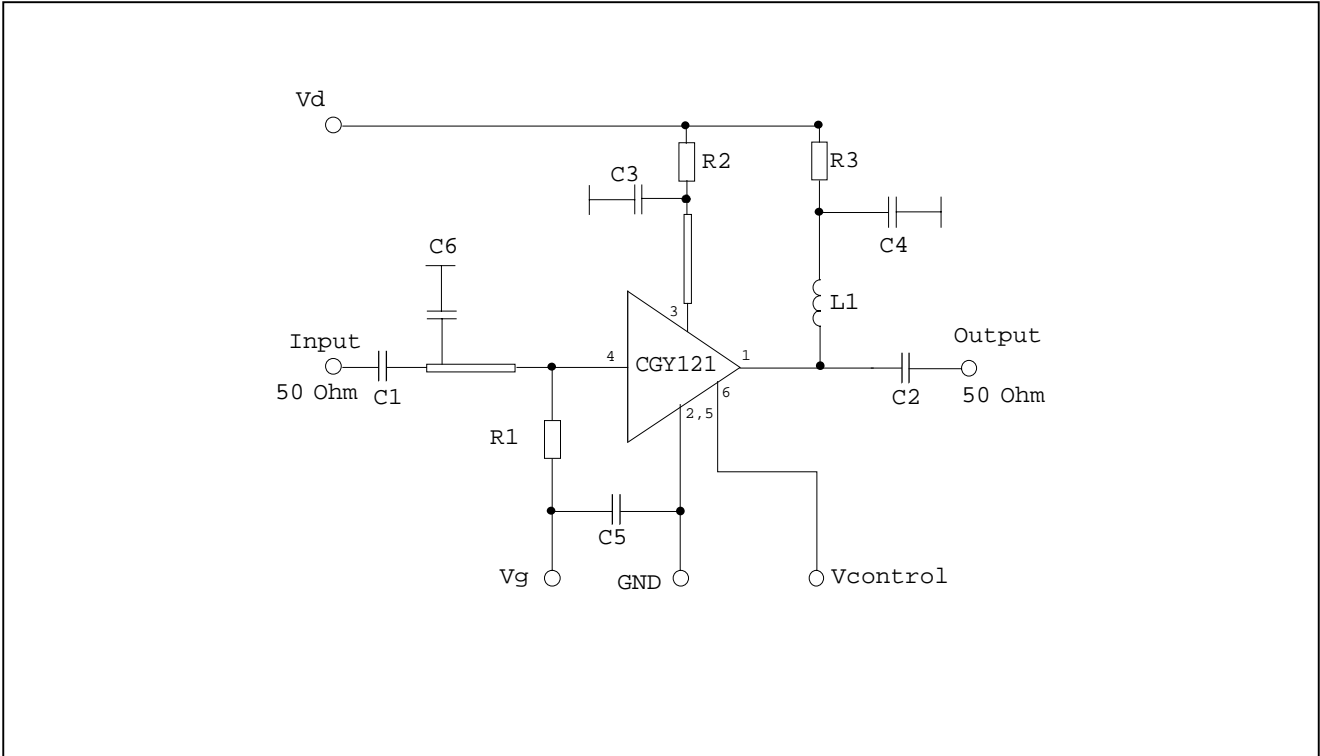 Vd
R2
R3
C3
C4
C6
L1
3
Input
Output
4
CGY121
1
50 Ohm
C1
6
C2
50 Ohm
2,5
R1
C5
Vg
GND
Vcontrol